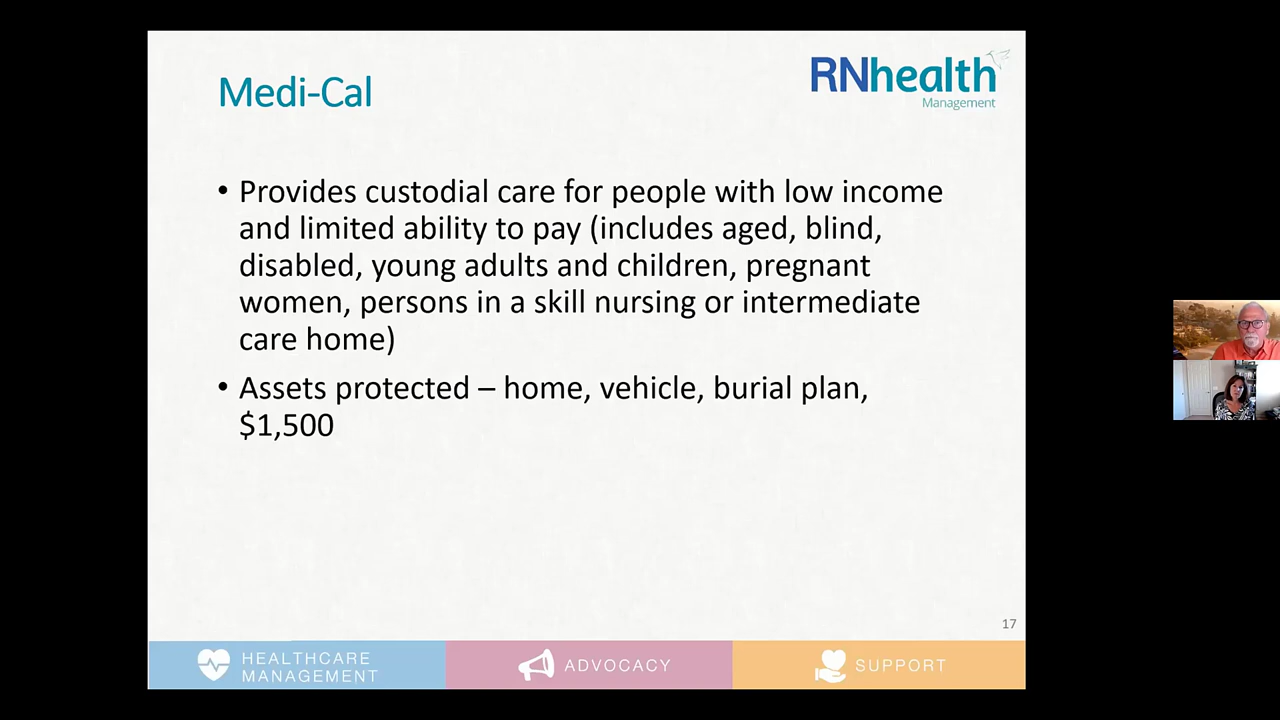 Medi-Cal
RNhealth
Management
• Provides custodial care for people with low income
and limited ability to pay (includes aged, blind,
disabled, young adults and children, pregnant
women, persons in a skill nursing or intermediate
care home)
• Assets protected – home, vehicle, burial plan,
$1,500
17
HEALTHCARE
MANAGEMENT
ADVOCACY
SUPPORT